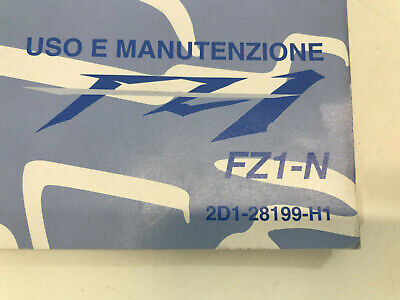 USO E MANUTENZIONE
FZ1
FZ1-N
2D1-28199-H1